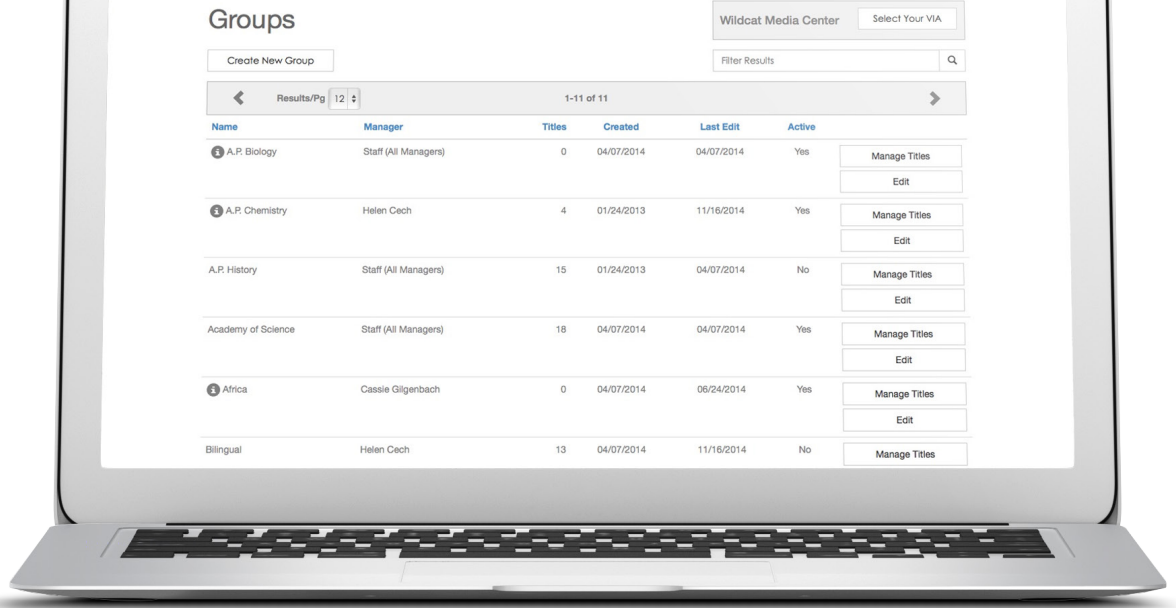 Groups
Wildcat Media Center Select Your VIA
Create New Group Filter Results
Results/Pg 12 1-11 of 11
Name Manager Titles Created Last Edit Active
A.P. Biology Staff (All Managers) 0 04/07/2014 04/07/2014 Yes Manage Titles
Edit
A.P. Chemistry Helen Cech 4 01/24/2013 11/16/2014 Yes Manage Titles
Edit
A.P. History Staff (All Managers) 15 01/24/2013 04/07/2014 No Manage Titles
Edit
Academy of Science Staff (All Managers) 18 04/07/2014 04/07/2014 Yes Manage Titles
Edit
Africa Cassie Gilgenbach 0 04/07/2014 06/24/2014 Yes Manage Titles
Edit
Bilingual Helen Cech 13 04/07/2014 11/16/2014 No Manage Titles